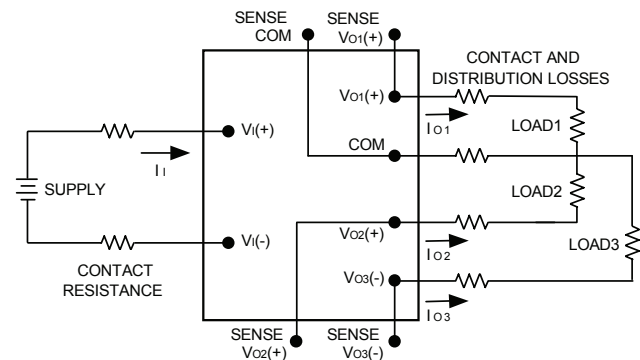 SENSE
COM
SENSE
VO1(+)
CONTACT AND
DISTRIBUTION LOSSES
VO1(+)
IO1
LOAD1
VI(+)
II
COM
SUPPLY
LOAD2
VO2(+)
IO2
VI(-)
LOAD3
CONTACT
RESISTANCE
VO3(-)
IO3
SENSE
VO2(+)
SENSE
VO3(-)